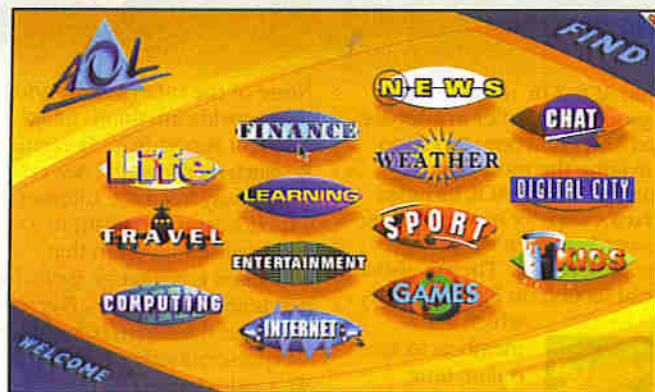 AOL
FIND
NEWS
CHAT
FINANCE
WEATHER
Life
LEARNING
DIGITAL CITY
TRAVEL
SPORT
ENTERTAINMENT
KIDS
COMPUTING
GAMES
INTERNET
WELCOME